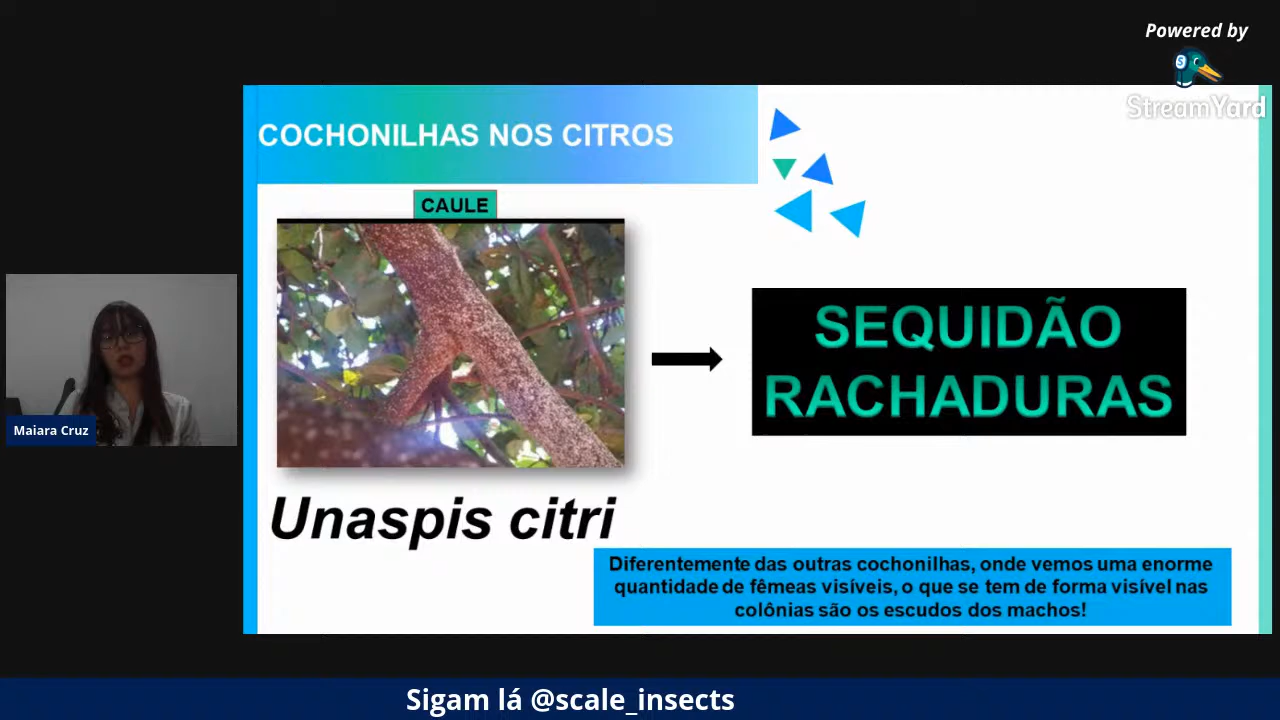 Powered by
StreamYard
COCHONILHAS NOS CITROS
CAULE
SEQUIDÃO
RACHADURAS
Maiara Cruz
Unaspis citri
Diferentemente das outras cochonilhas, onde vemos uma enorme
quantidade de fêmeas visíveis, o que se tem de forma visível nas
colônias são os escudos dos machos!
Sigam lá @scale_insects